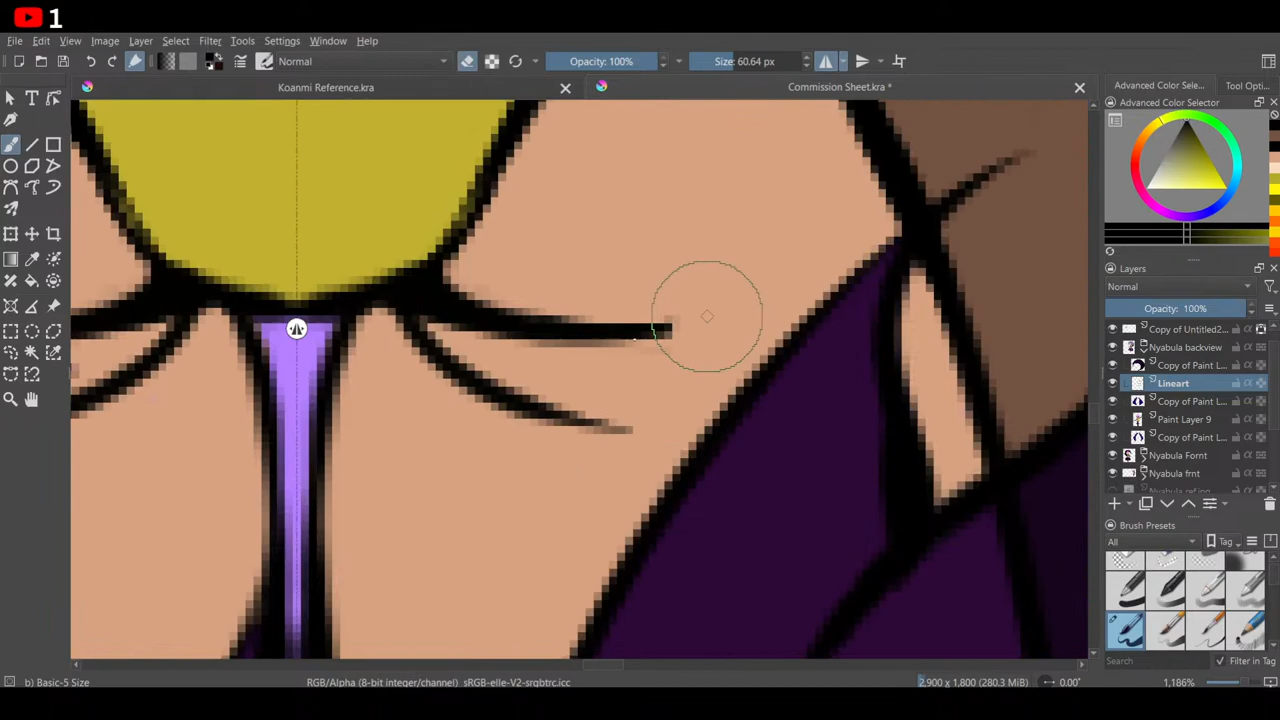 1
File Edit View Image Layer Select Filter Tools Settings Window Help
Normal Opacity: 100% Size: 60.64 px
Koanmi Reference.kra Commission Sheet.kra * Advanced Color Sele... Tool Opti...
Advanced Color Selector
Layers
Normal
Opacity: 100%
Copy of Untitled2...
Nyabula backview
Copy of Paint L...
Lineart
Copy of Paint L...
Paint Layer 9
Copy of Paint L...
Nyabula Fornt
Nyabula frnt
Nyabula ref.jpg
Brush Presets
All Tag
Search Filter in Tag
b) Basic-5 Size RGB/Alpha (8-bit integer/channel) sRGB-elle-V2-srgbtrc.icc 2,900 x 1,800 (280.3 MiB) 0.00° 1,186%